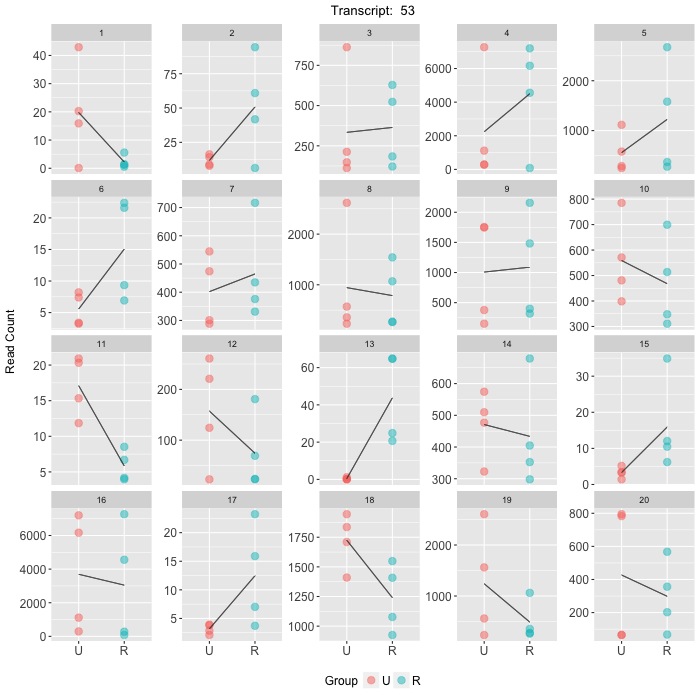 Transcript: 53
1 2 3 4 5
40 30 20 10 0
75 50 25
750 500 250
6000 4000 2000 0
2000 1000
6 7 8 9 10
20 15 10 5
700 600 500 400 300
2000 1000
2000 1500 1000 500
800 700 600 500 400 300
Read Count
11 12 13 14 15
20 15 10 5
200 100
60 40 20 0
600 500 400 300
30 20 10 0
16 17 18 19 20
6000 4000 2000 0
20 15 10 5
1750 1500 1250 1000
2000 1000
800 600 400 200
U R U R U R U R U R
Group U R